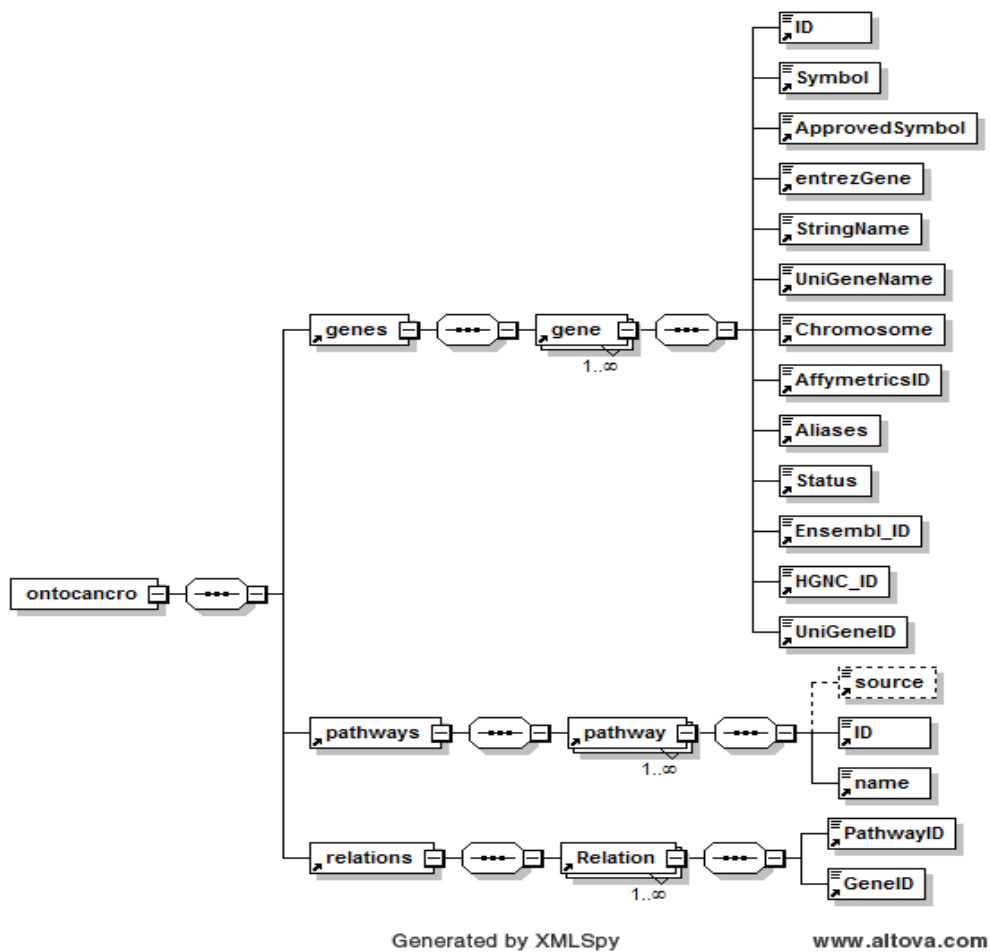 ID
Symbol
ApprovedSymbol
entrezGene
StringName
UniGeneName
genes
gene
1..∞
Chromosome
AffymetricsID
Aliases
Status
Ensembl_ID
HGNC_ID
UniGeneID
ontocancro
source
pathways
pathway
1..∞
ID
name
relations
Relation
1..∞
PathwayID
GeneID
Generated by XMLSpy
www.altova.com